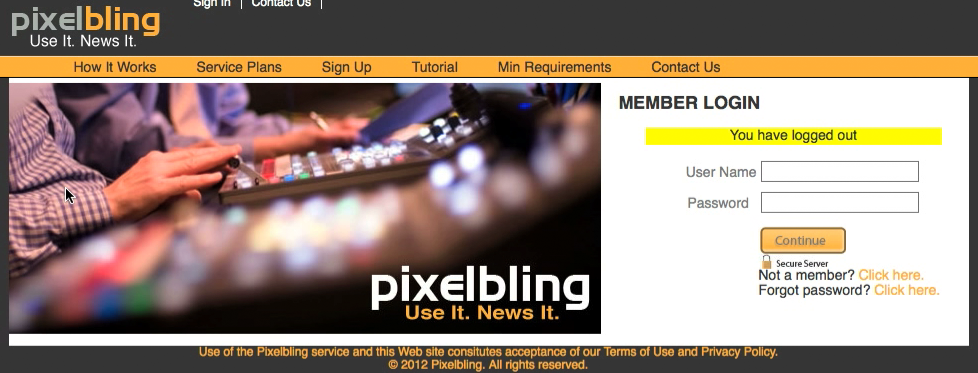 Sign In | Contact Us |
pixelbling
Use It. News It.
How It Works Service Plans Sign Up Tutorial Min Requirements Contact Us
MEMBER LOGIN
You have logged out
User Name
Password
Continue
Secure Server
Not a member? Click here.
Forgot password? Click here.
pixelbling
Use It. News It.
Use of the Pixelbling service and this Web site consitutes acceptance of our Terms of Use and Privacy Policy.
© 2012 Pixelbling. All rights reserved.